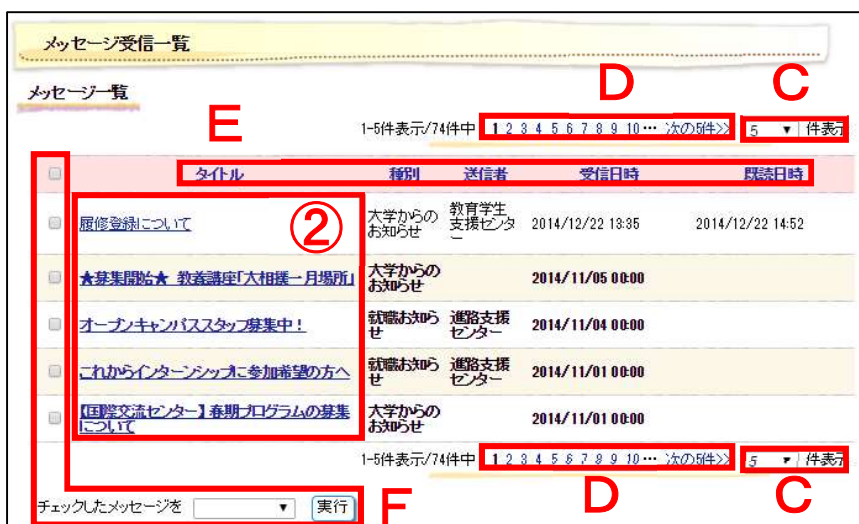 メッセージ受信一覧
メッセージ一覧
D
C
E
1-5件表示/74件中 1 2 3 4 5 6 7 8 9 10… 次の5件>> 5 件表示
タイトル 種別 送信者 受信日時 既読日時
②
履修登録について 大学からのお知らせ 教育学生支援センター 2014/12/22 13:35 2014/12/22 14:52
★募集開始★ 教養講座「大相撲一月場所」 大学からのお知らせ 2014/11/05 00:00
オープンキャンパススタッフ募集中！ 就職お知らせ 進路支援センター 2014/11/04 00:00
これからインターンシップに参加希望の方へ 就職お知らせ 進路支援センター 2014/11/01 00:00
【国際交流センター】春期プログラムの募集について 大学からのお知らせ 2014/11/01 00:00
1-5件表示/74件中 1 2 3 4 5 6 7 8 9 10… 次の5件>> 5 件表示
チェックしたメッセージを 実行
F
D
C